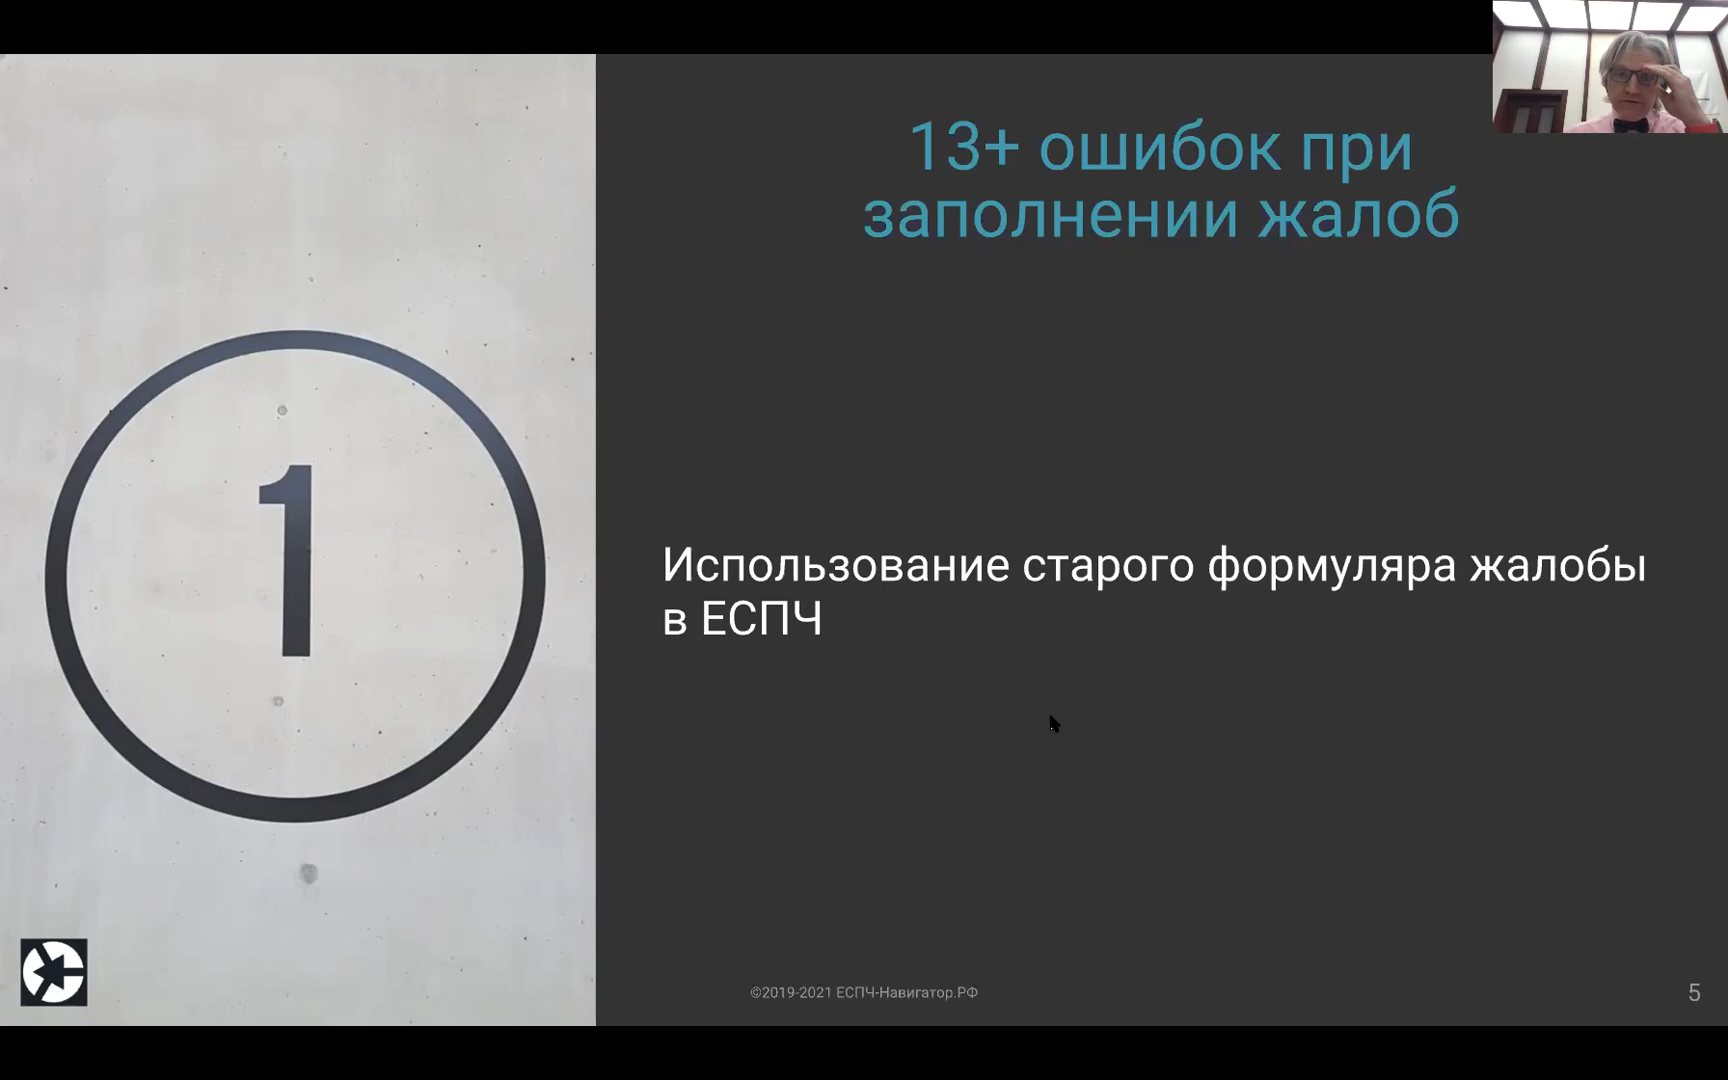 13+ ошибок при
заполнении жалоб
1
Использование старого формуляра жалобы
в ЕСПЧ
©2019-2021 ЕСПЧ-Навигатор.РФ
5